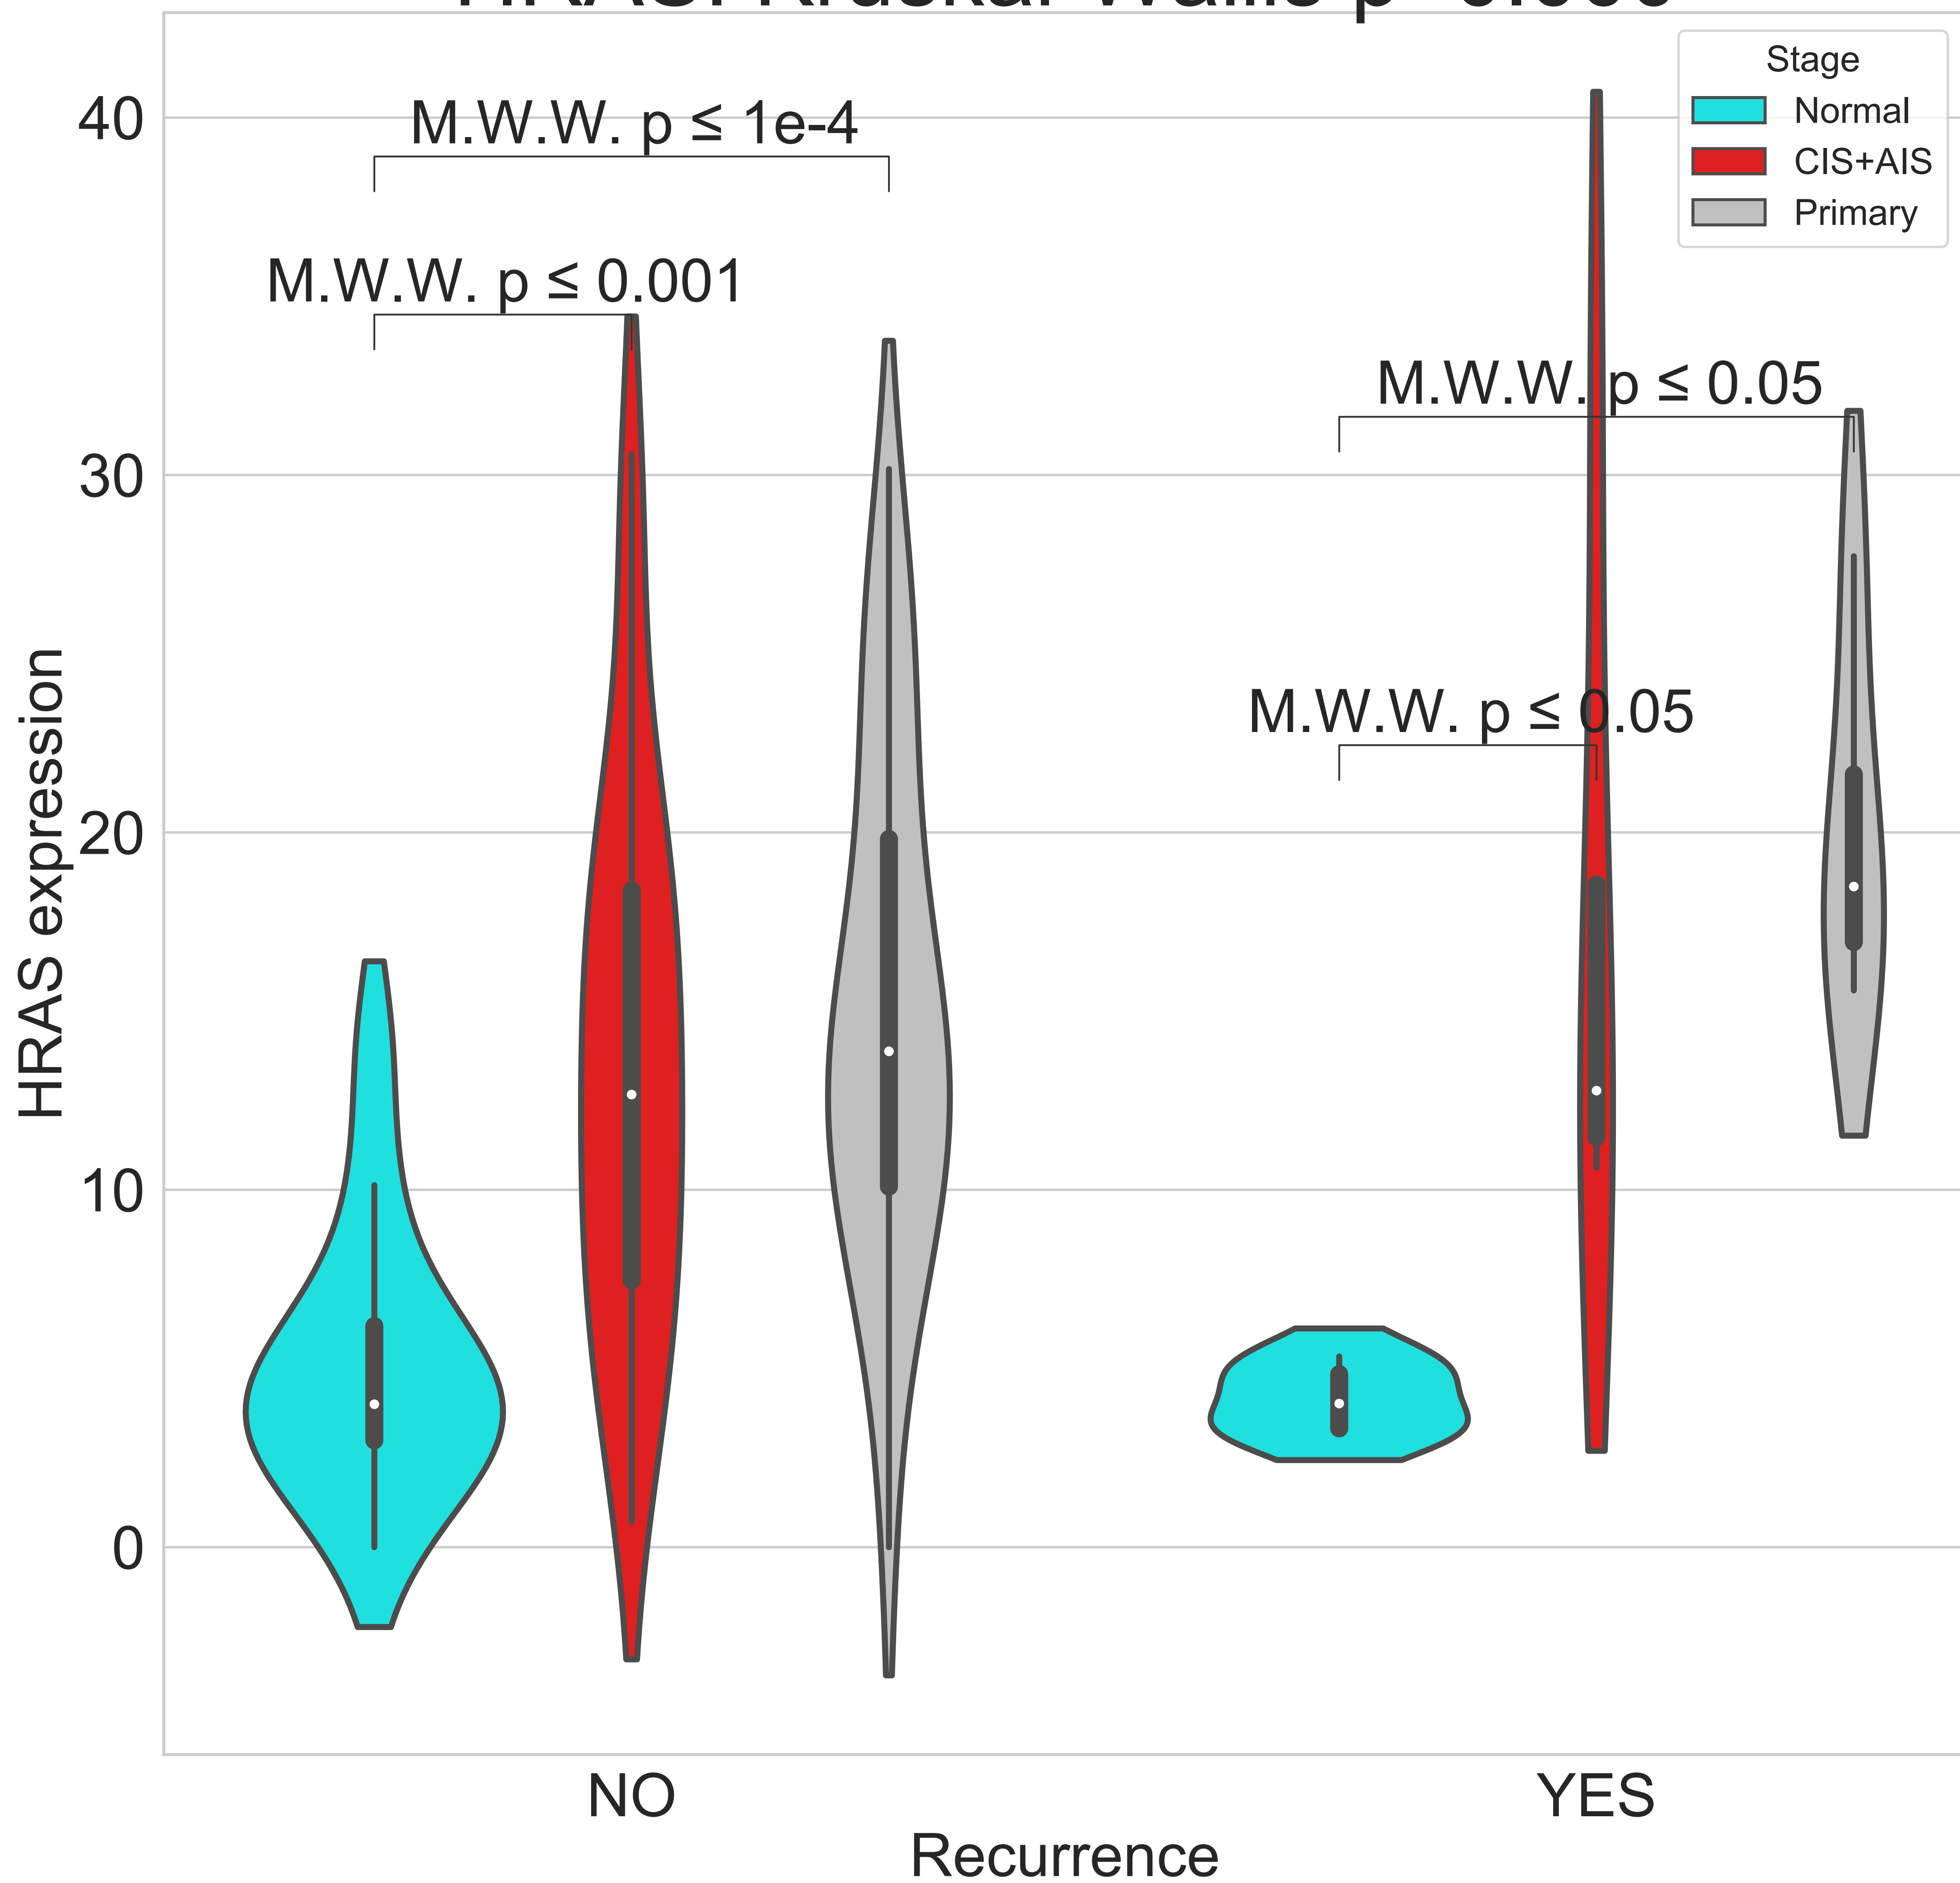 Stage
Normal
CIS+AIS
Primary
M.W.W. p ≤ 1e-4
M.W.W. p ≤ 0.001
M.W.W. p ≤ 0.05
M.W.W. p ≤ 0.05
40
30
20
10
0
HRAS expression
NO
YES
Recurrence